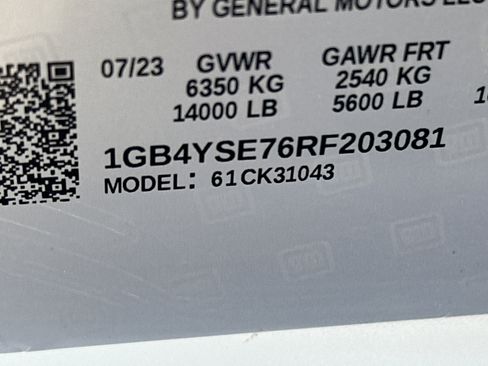 BY GENERAL MOTORS LLC
07/23 GVWR GAWR FRT
6350 KG 2540 KG
14000 LB 5600 LB
1GB4YSE76RF203081
MODEL: 61CK31043